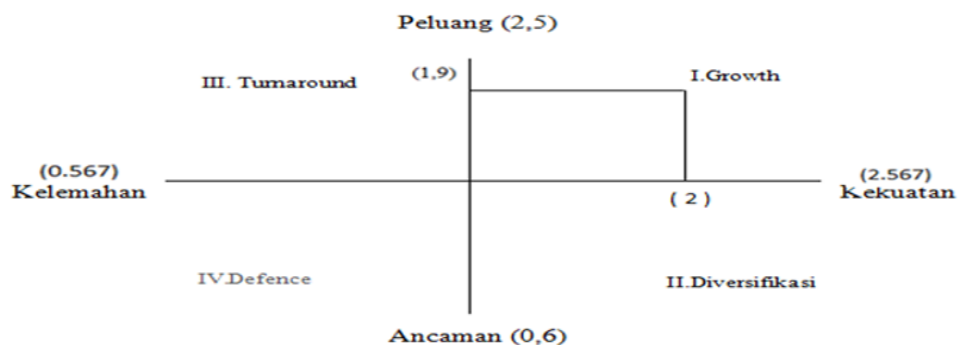 Peluang (2,5)
III. Turnaround
(1,9)
I.Growth
(0.567)
Kelemahan
(2.567)
Kekuatan
( 2 )
IV.Defence
II.Diversifikasi
Ancaman (0,6)